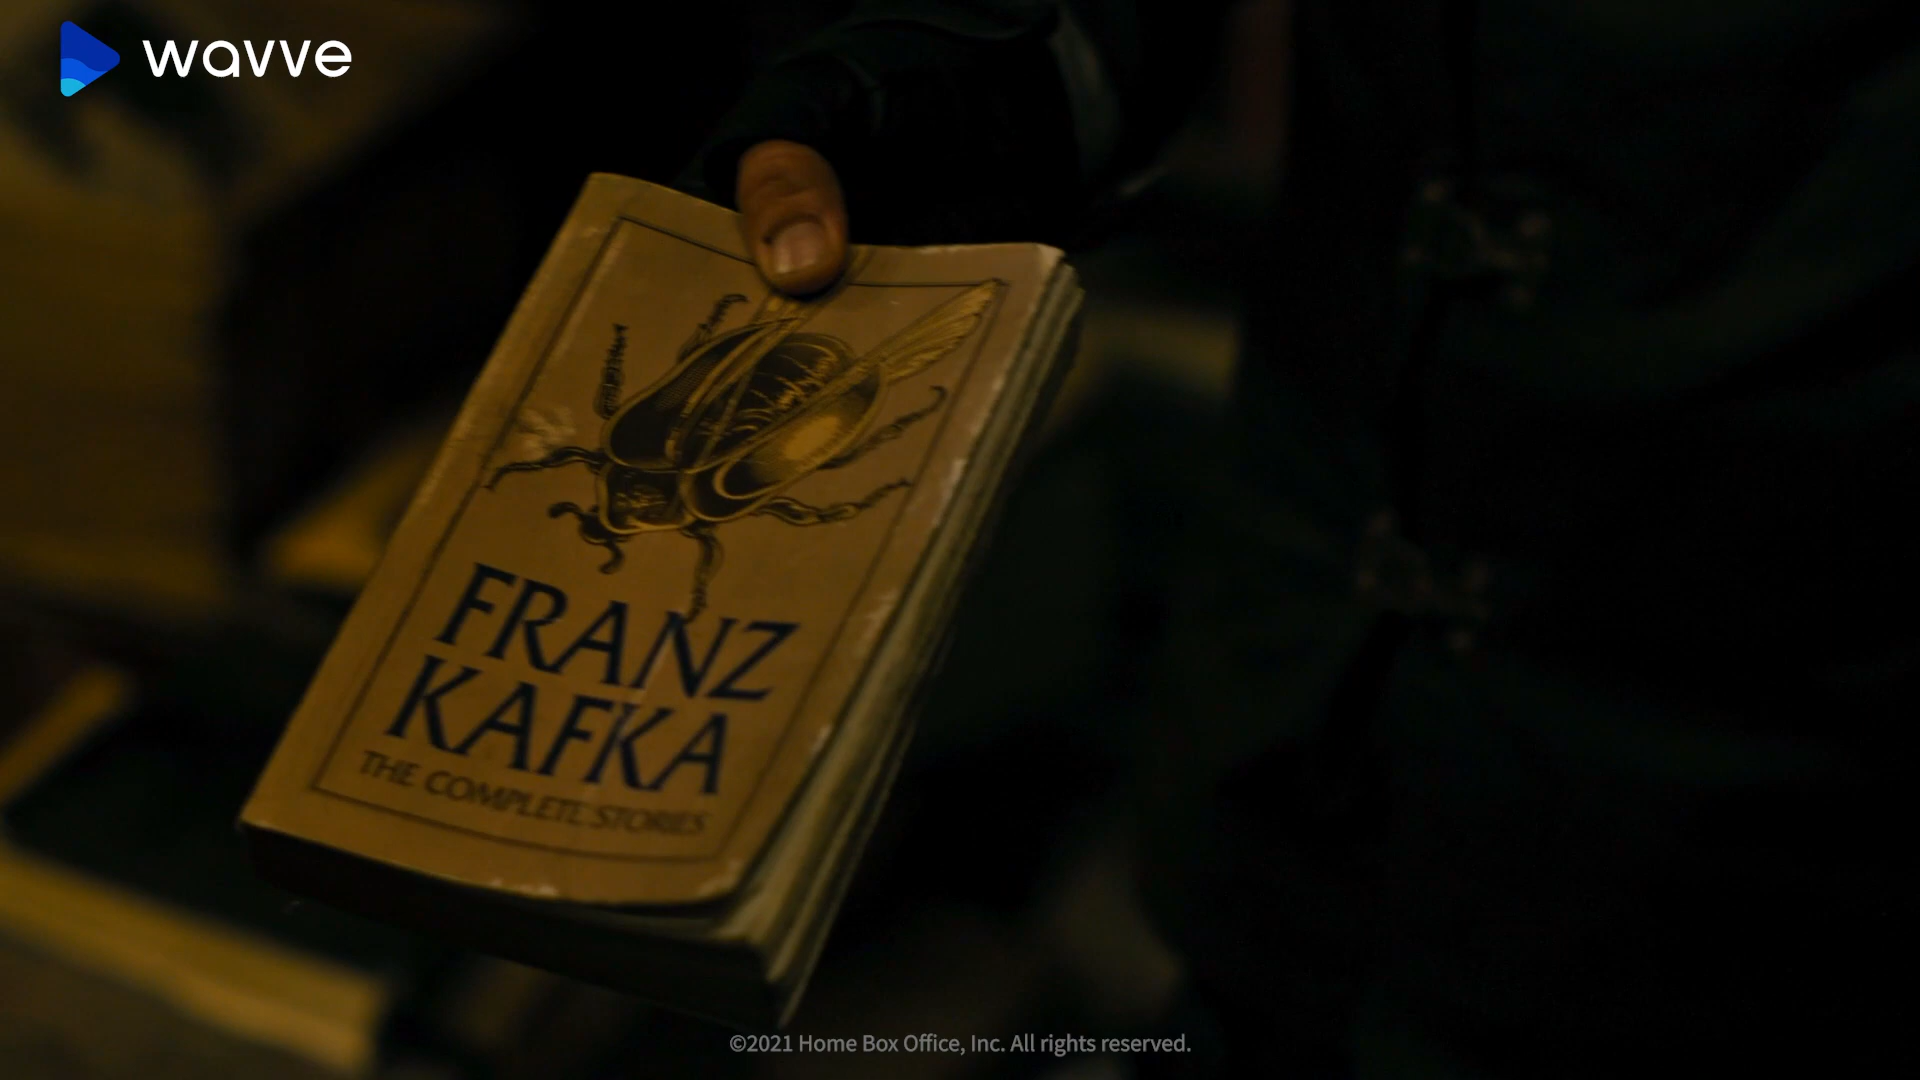 wavve
FRANZ
KAFKA
THE COMPLETE STORIES
©2021 Home Box Office, Inc. All rights reserved.